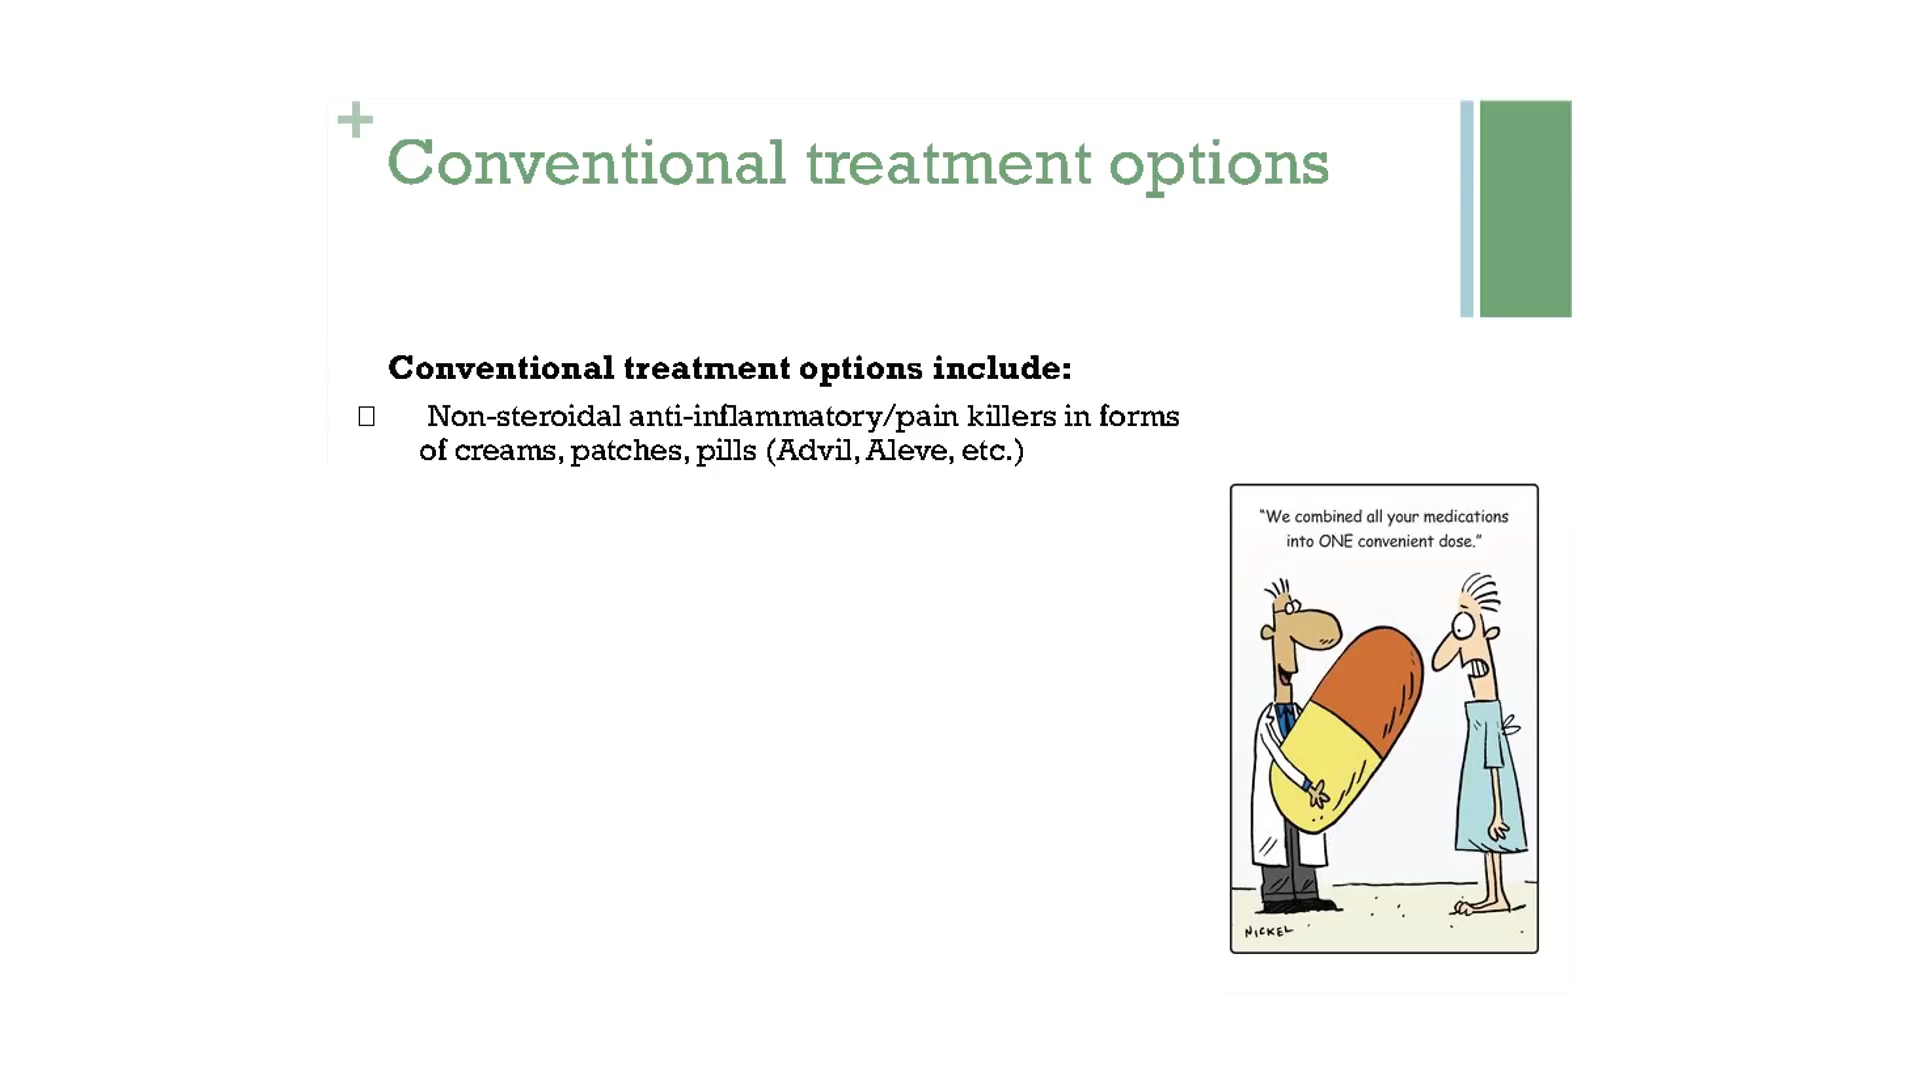 +
Conventional treatment options
Conventional treatment options include:
□ Non-steroidal anti-inflammatory/pain killers in forms
of creams, patches, pills (Advil, Aleve, etc.)
"We combined all your medications
into ONE convenient dose."
NICKEL